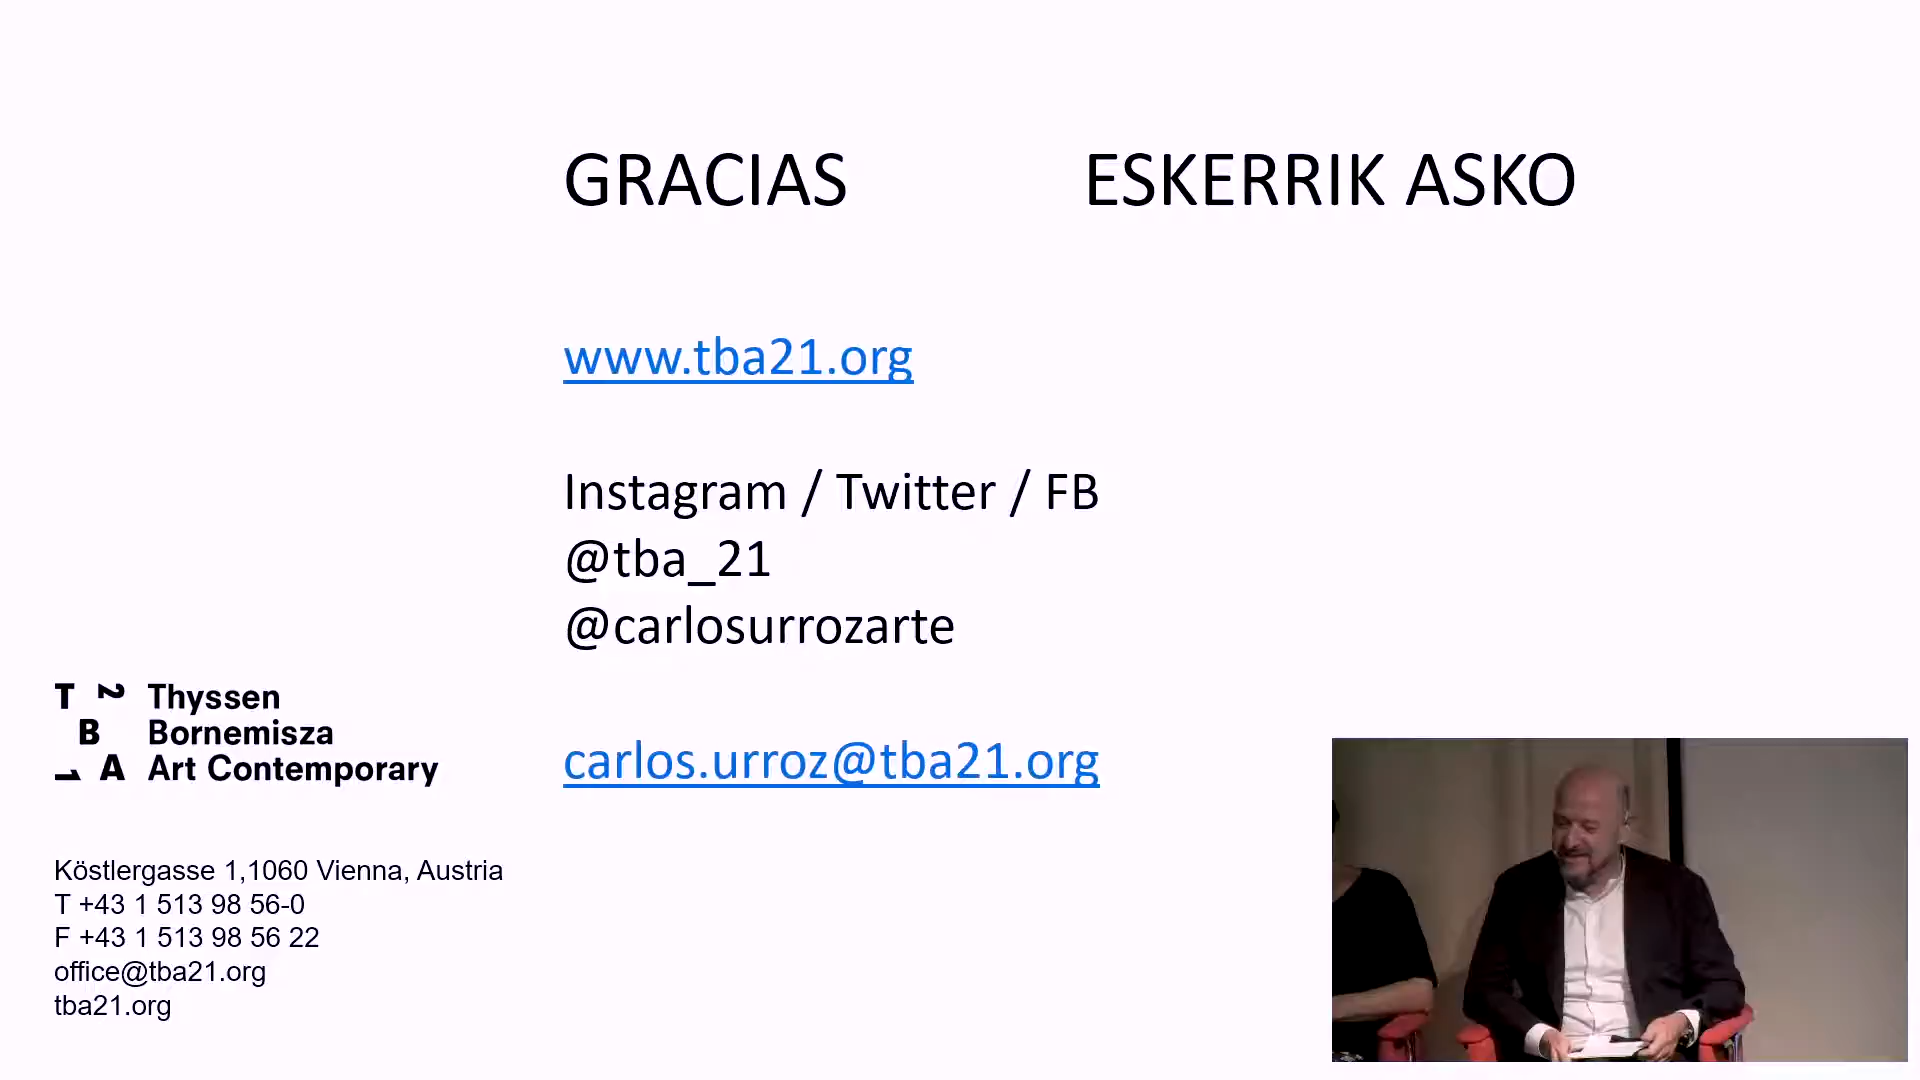 GRACIAS ESKERRIK ASKO
www.tba21.org
Instagram / Twitter / FB
@tba_21
@carlosurrozarte
carlos.urroz@tba21.org
T 2 Thyssen
B Bornemisza
1 A Art Contemporary
Köstlergasse 1,1060 Vienna, Austria
T +43 1 513 98 56-0
F +43 1 513 98 56 22
office@tba21.org
tba21.org